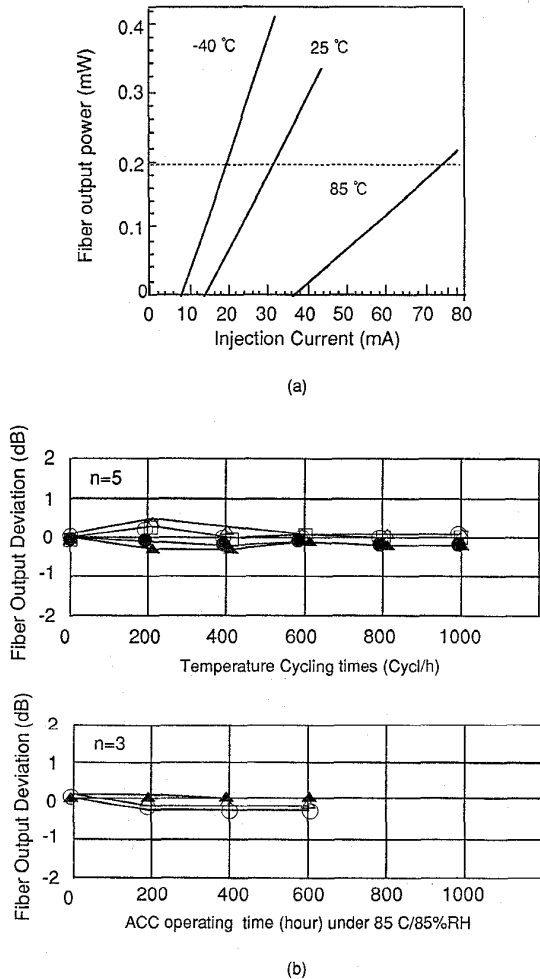 0.4
0.3
0.2
0.1
0
Fiber output power (mW)
-40 ℃
25 ℃
85 ℃
0 10 20 30 40 50 60 70 80
Injection Current (mA)
(a)
2
1
0
-1
-2
Fiber Output Deviation (dB)
n=5
0 200 400 600 800 1000
Temperature Cycling times (Cycl/h)
2
1
0
-1
-2
Fiber Output Deviation (dB)
n=3
0 200 400 600 800 1000
ACC operating time (hour) under 85 C/85%RH
(b)